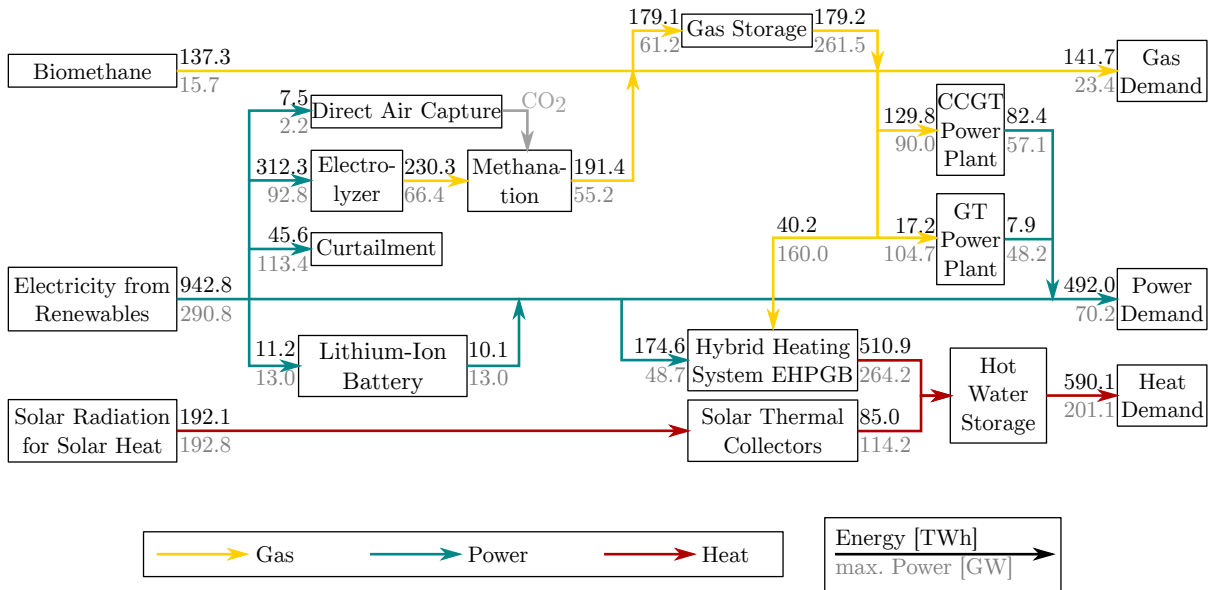 179.1
61.2
Gas Storage
179.2
261.5
Biomethane
137.3
15.7
141.7
23.4
Gas
Demand
7.5
2.2
Direct Air Capture
CO2
129.8
90.0
CCGT
Power
Plant
82.4
57.1
312.3
92.8
Electro-
lyzer
230.3
66.4
Methana-
tion
191.4
55.2
45.6
113.4
Curtailment
40.2
160.0
17.2
104.7
GT
Power
Plant
7.9
48.2
Electricity from
Renewables
942.8
290.8
492.0
70.2
Power
Demand
11.2
13.0
Lithium-Ion
Battery
10.1
13.0
174.6
48.7
Hybrid Heating
System EHPGB
510.9
264.2
Hot
Water
Storage
590.1
201.1
Heat
Demand
Solar Radiation
for Solar Heat
192.1
192.8
Solar Thermal
Collectors
85.0
114.2
Gas
Power
Heat
Energy [TWh]
max. Power [GW]